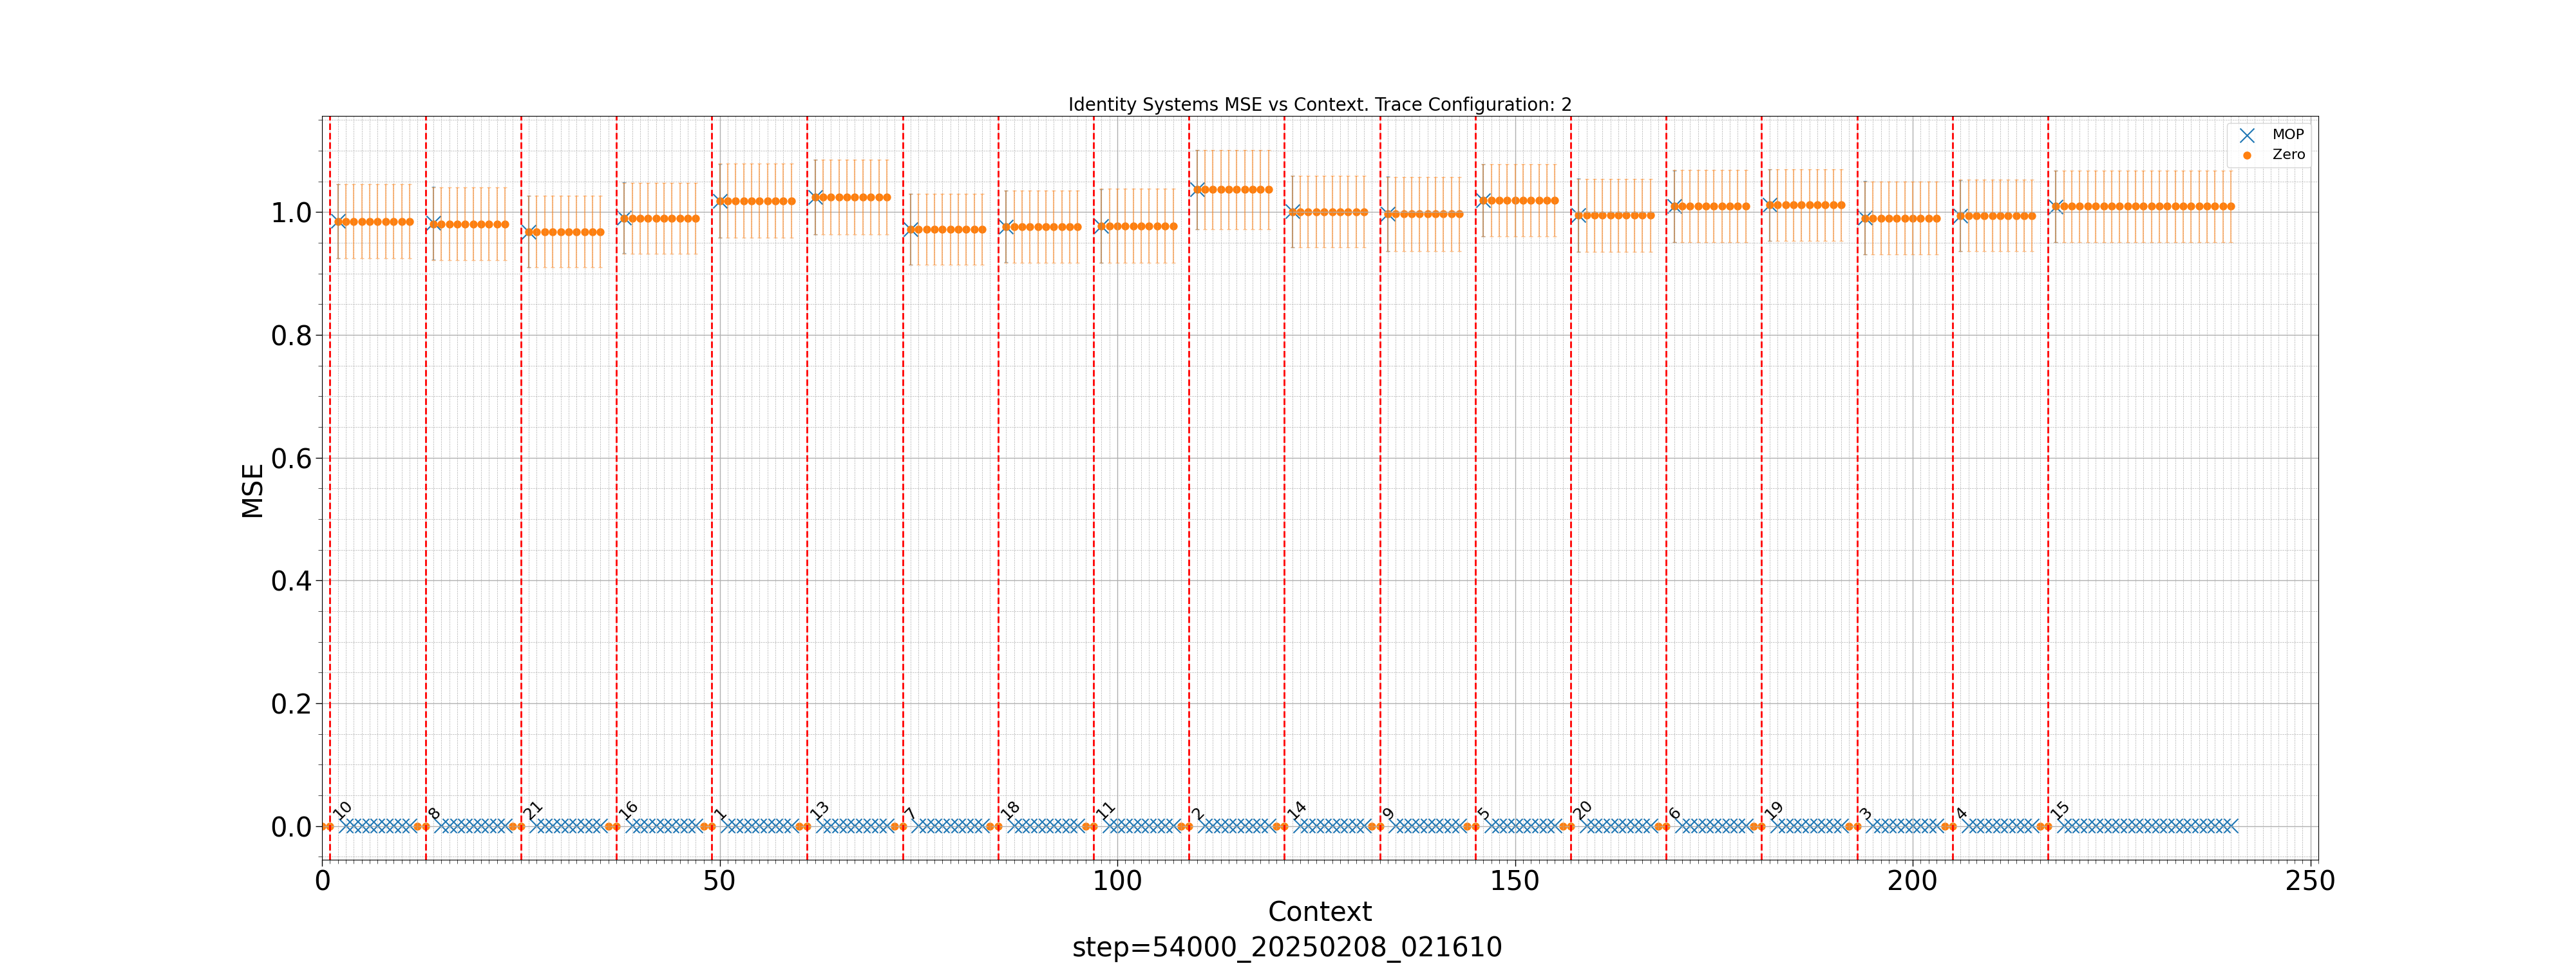 Identity Systems MSE vs Context. Trace Configuration: 2
MOP
Zero
1.0
0.8
0.6
0.4
0.2
0.0
MSE
10 8 21 16 1 13 7 18 11 2 14 9 5 20 6 19 3 4 15
0 50 100 150 200 250
Context
step=54000_20250208_021610